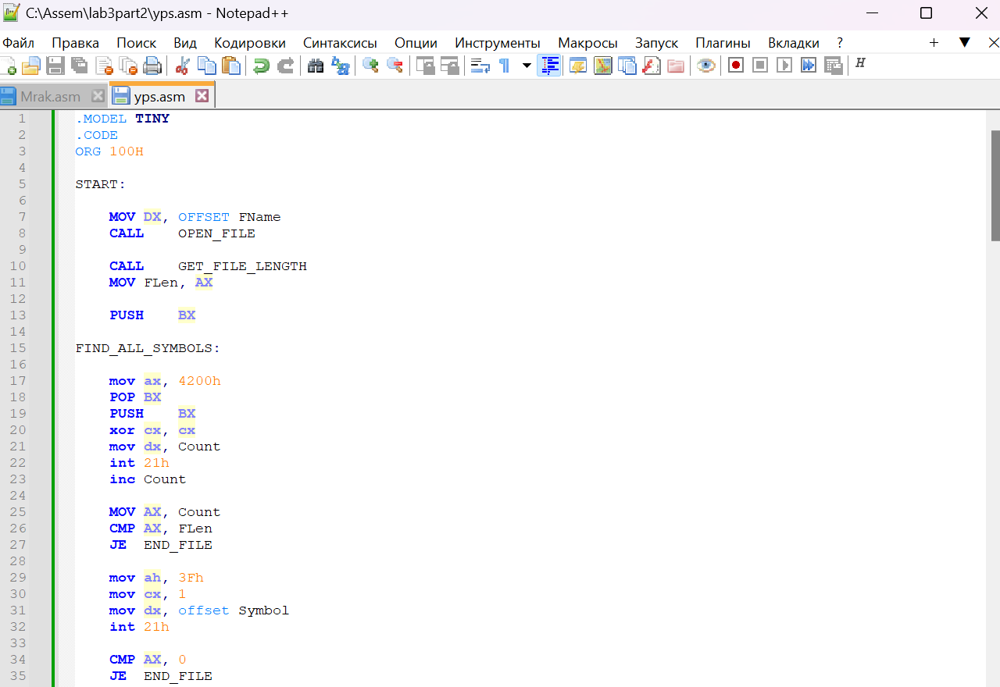 C:\Assem\lab3part2\yps.asm - Notepad++
Файл Правка Поиск Вид Кодировки Синтаксисы Опции Инструменты Макросы Запуск Плагины Вкладки ? + ▼ X
Mrak.asm yps.asm
1 .MODEL TINY
2 .CODE
3 ORG 100H
4
5 START:
6
7 MOV DX, OFFSET FName
8 CALL OPEN_FILE
9
10 CALL GET_FILE_LENGTH
11 MOV FLen, AX
12
13 PUSH BX
14
15 FIND_ALL_SYMBOLS:
16
17 mov ax, 4200h
18 POP BX
19 PUSH BX
20 xor cx, cx
21 mov dx, Count
22 int 21h
23 inc Count
24
25 MOV AX, Count
26 CMP AX, FLen
27 JE END_FILE
28
29 mov ah, 3Fh
30 mov cx, 1
31 mov dx, offset Symbol
32 int 21h
33
34 CMP AX, 0
35 JE END_FILE